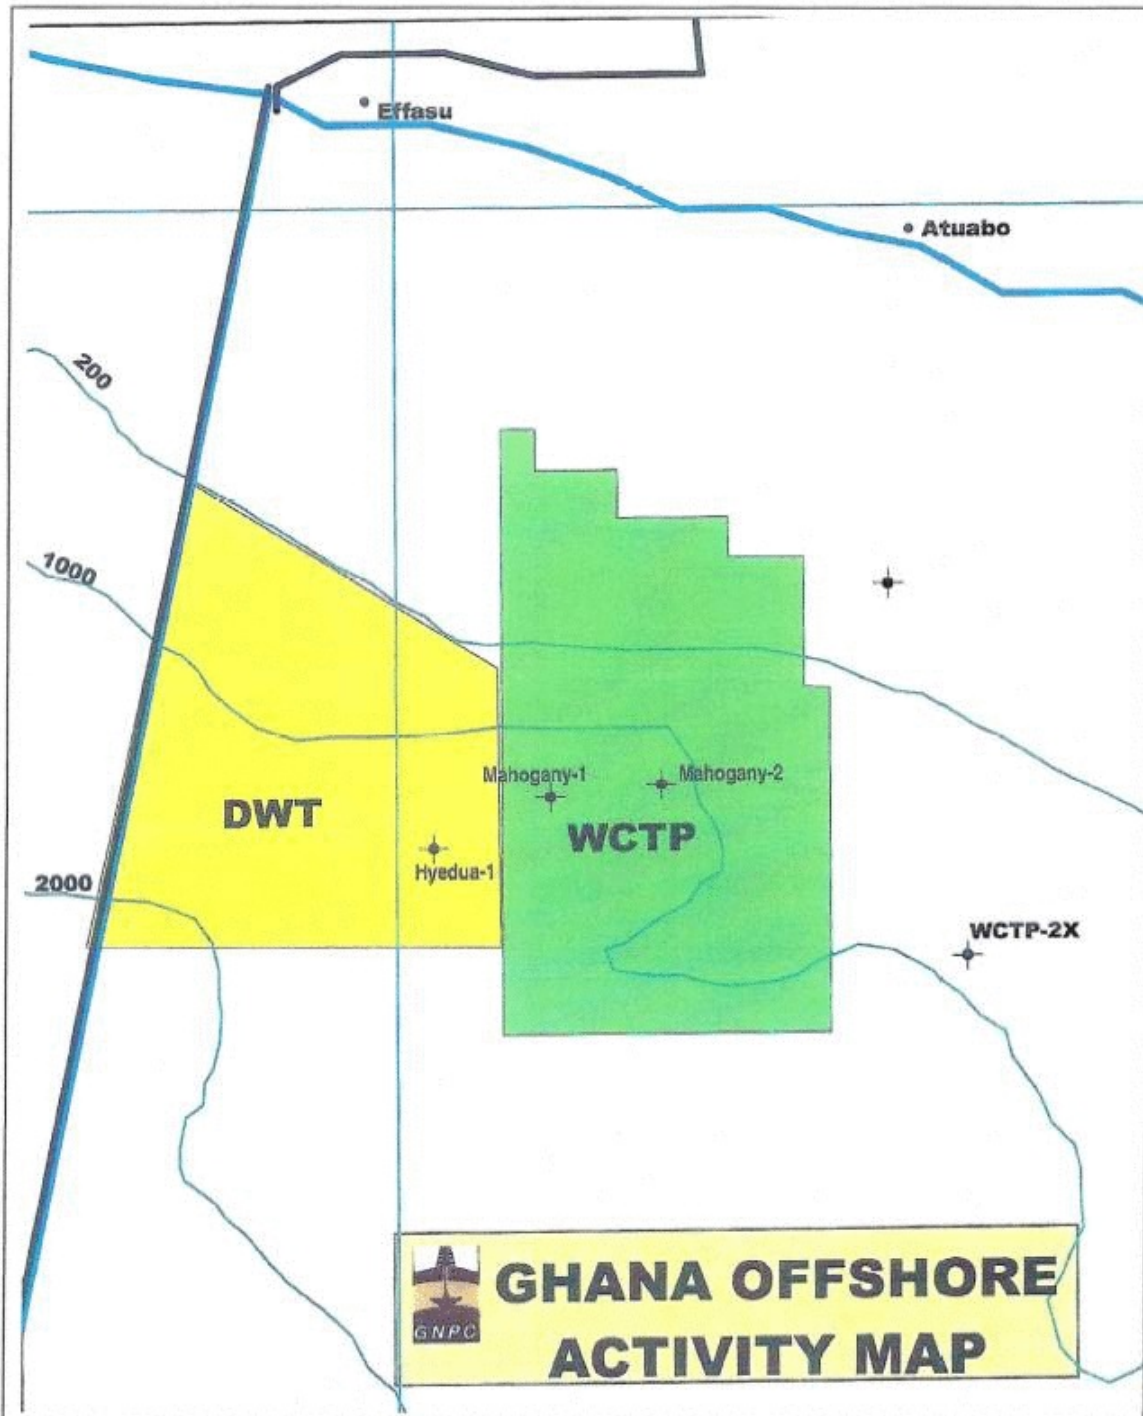 Effasu
Atuabo
200
1000
Mahogany-1
Mahogany-2
DWT
WCTP
Hyedua-1
2000
WCTP-2X
GNPC
GHANA OFFSHORE
ACTIVITY MAP